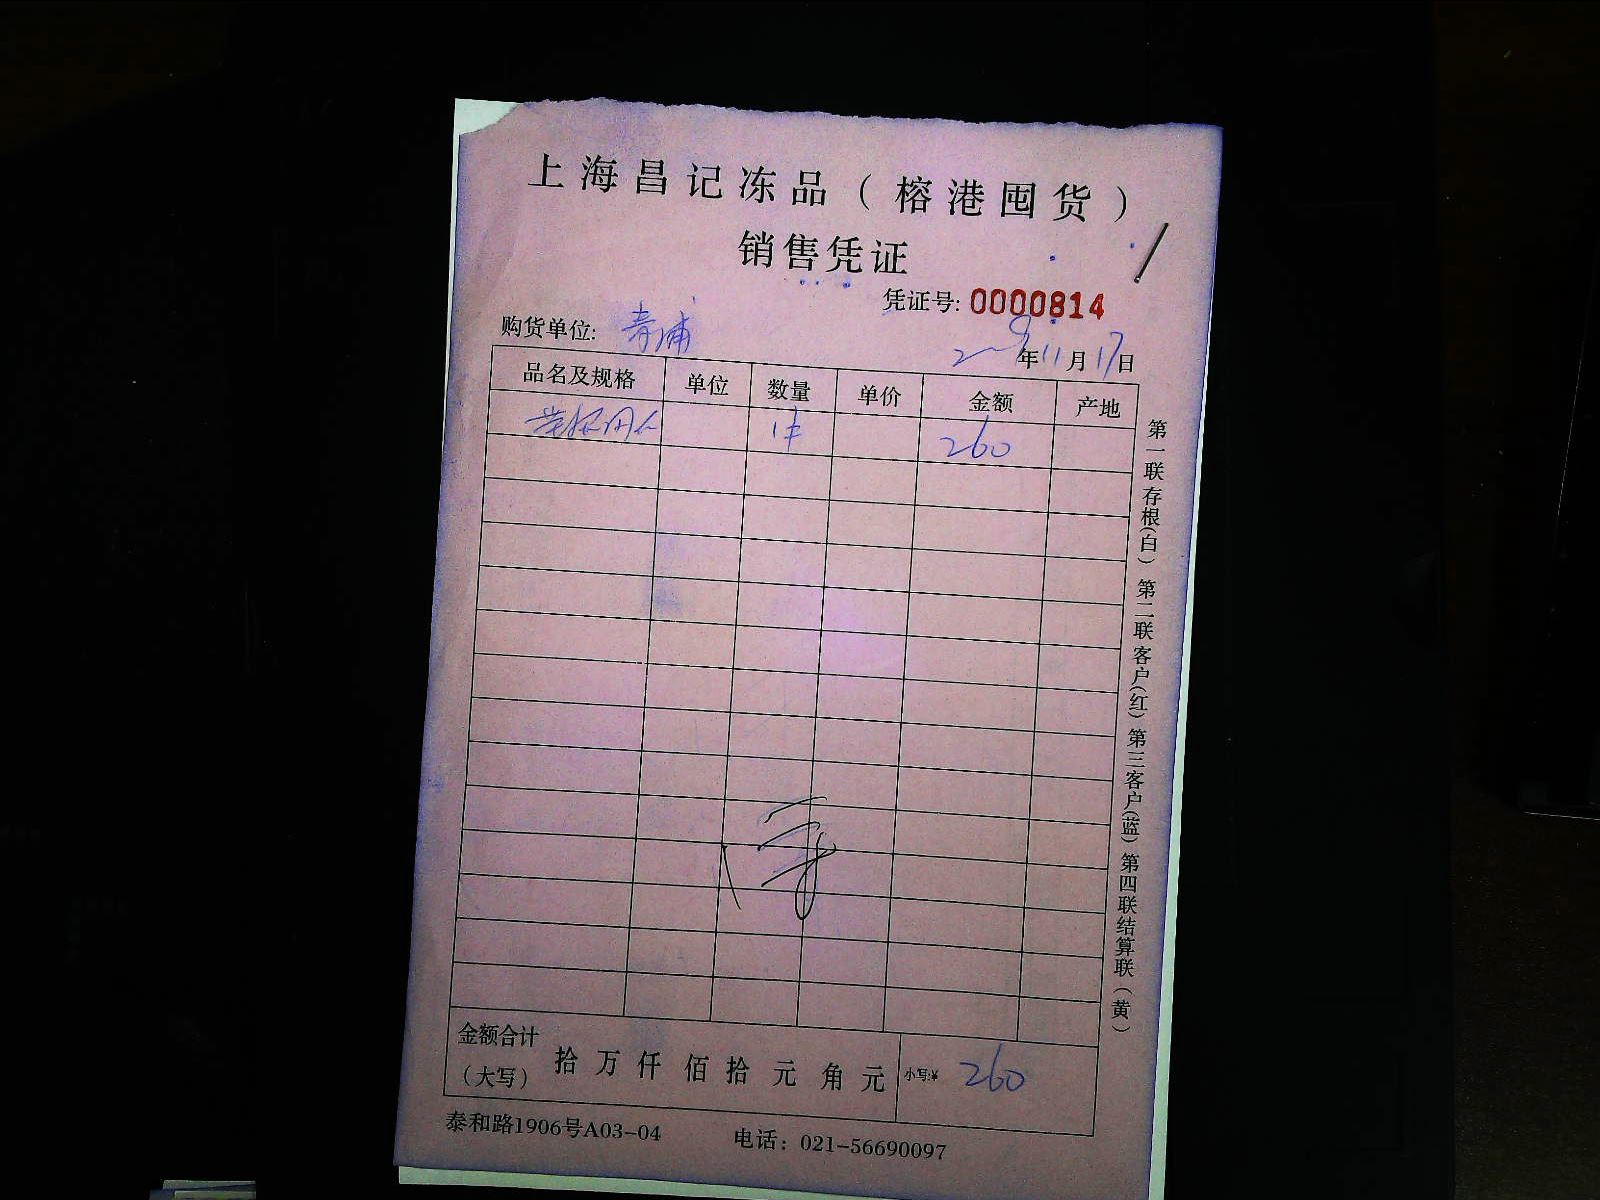 上海昌记冻品（榕港囤货）
销售凭证
凭证号: 0000814
购货单位: 青浦
年 11 月 17 日
品名及规格 单位 数量 单价 金额 产地
1件 260
金额合计（大写） 拾 万 仟 佰 拾 元 角 元 小写:¥ 260
泰和路1906号A03-04 电话：021-56690097
第一联存根(白) 第二联客户(红) 第三客户(蓝) 第四联结算联(黄)